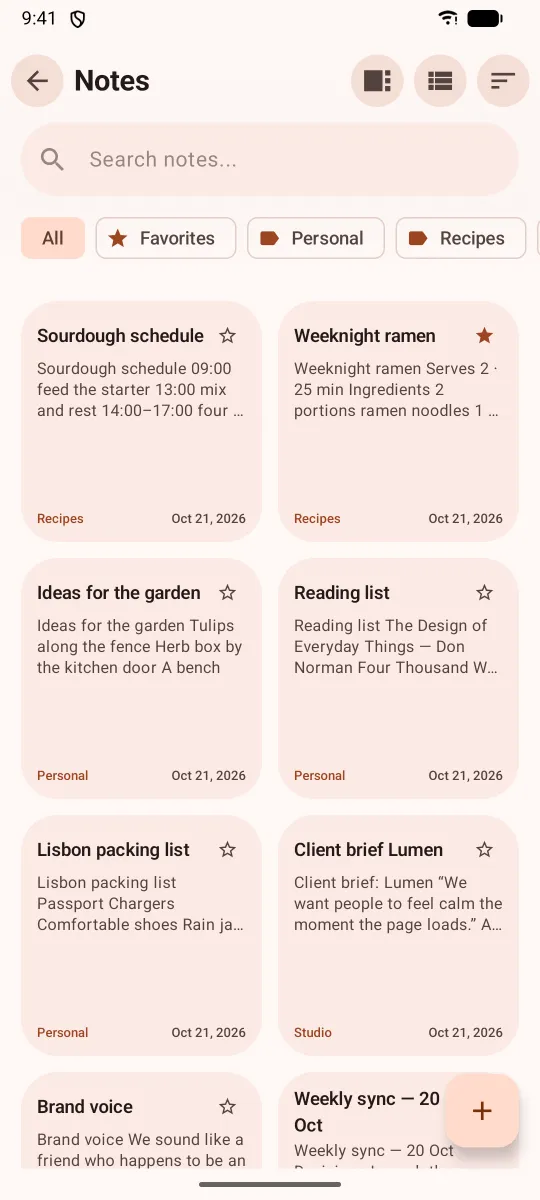 9:41
Notes
Search notes...
All
Favorites
Personal
Recipes
Sourdough schedule
Sourdough schedule 09:00
feed the starter 13:00 mix
and rest 14:00–17:00 four …
Recipes
Oct 21, 2026
Weeknight ramen
Weeknight ramen Serves 2 ·
25 min Ingredients 2
portions ramen noodles 1 …
Recipes
Oct 21, 2026
Ideas for the garden
Ideas for the garden Tulips
along the fence Herb box by
the kitchen door A bench
Personal
Oct 21, 2026
Reading list
Reading list The Design of
Everyday Things — Don
Norman Four Thousand W…
Personal
Oct 21, 2026
Lisbon packing list
Lisbon packing list
Passport Chargers
Comfortable shoes Rain ja…
Personal
Oct 21, 2026
Client brief Lumen
Client brief: Lumen “We
want people to feel calm the
moment the page loads.” A…
Studio
Oct 21, 2026
Brand voice
Brand voice We sound like a
friend who happens to be an
Weekly sync — 20
Oct
Weekly sync — 20 Oct